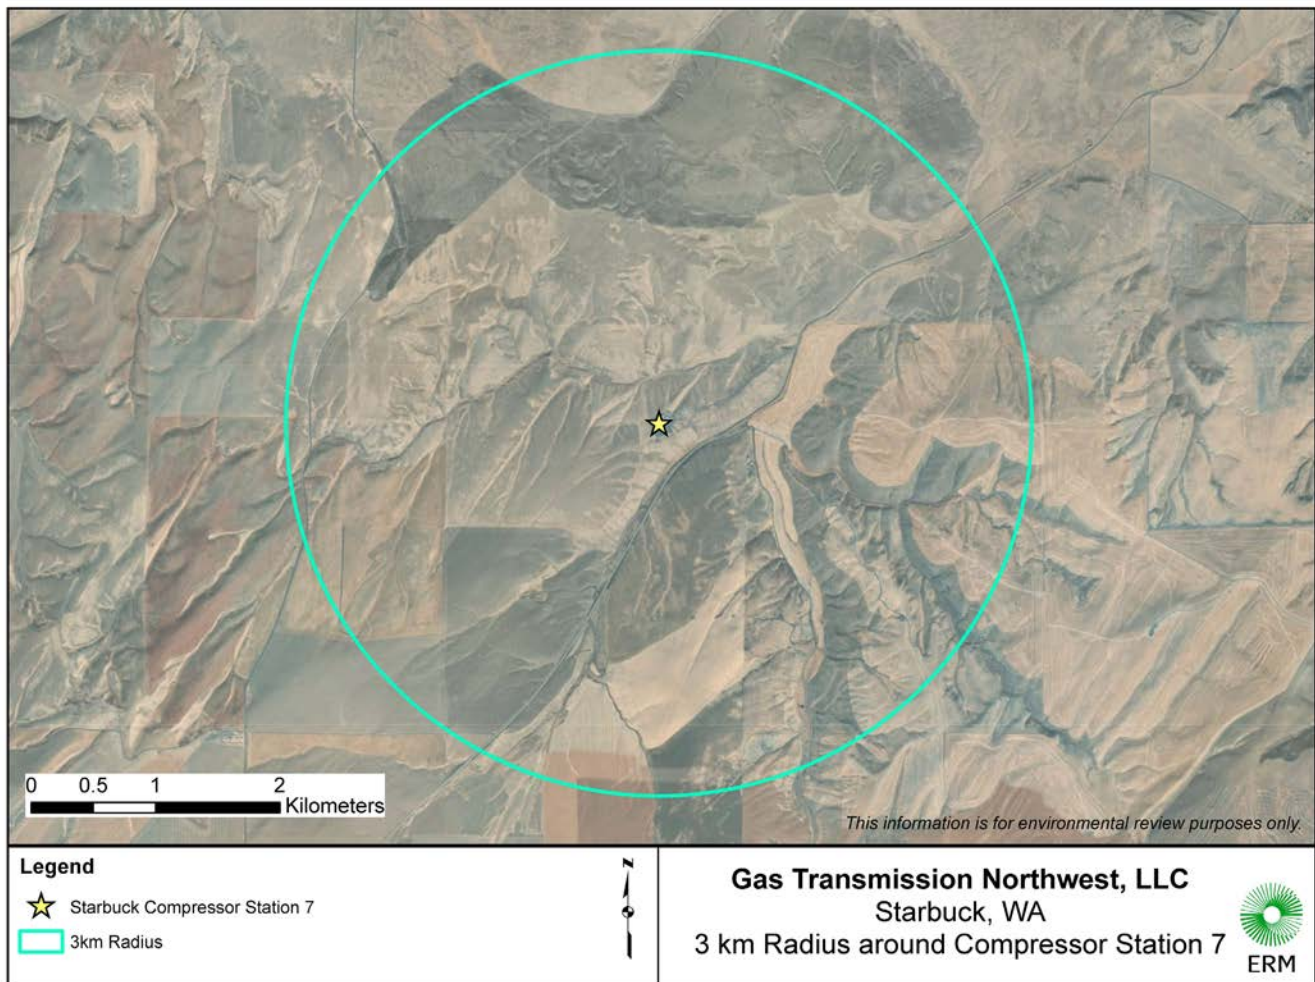 0 0.5 1 2
Kilometers
This information is for environmental review purposes only.
Legend
Starbuck Compressor Station 7
3km Radius
N
Gas Transmission Northwest, LLC
Starbuck, WA
3 km Radius around Compressor Station 7
ERM